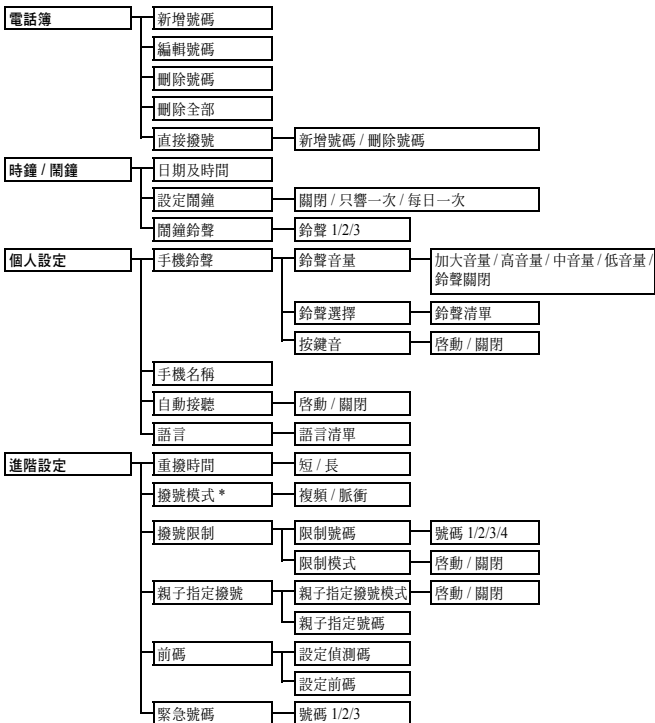 電話簿
新增號碼
編輯號碼
刪除號碼
刪除全部
直接撥號
新增號碼 / 刪除號碼
時鐘 / 鬧鐘
日期及時間
設定鬧鐘
關閉 / 只響一次 / 每日一次
鬧鐘鈴聲
鈴聲 1/2/3
個人設定
手機鈴聲
鈴聲音量
加大音量 / 高音量 / 中音量 / 低音量 /
鈴聲關閉
鈴聲選擇
鈴聲清單
按鍵音
啓動 / 關閉
手機名稱
自動接聽
啓動 / 關閉
語言
語言清單
進階設定
重撥時間
短 / 長
撥號模式 *
複頻 / 脈衝
撥號限制
限制號碼
號碼 1/2/3/4
限制模式
啓動 / 關閉
親子指定撥號
親子指定撥號模式
啓動 / 關閉
親子指定號碼
前碼
設定偵測碼
設定前碼
緊急號碼
號碼 1/2/3